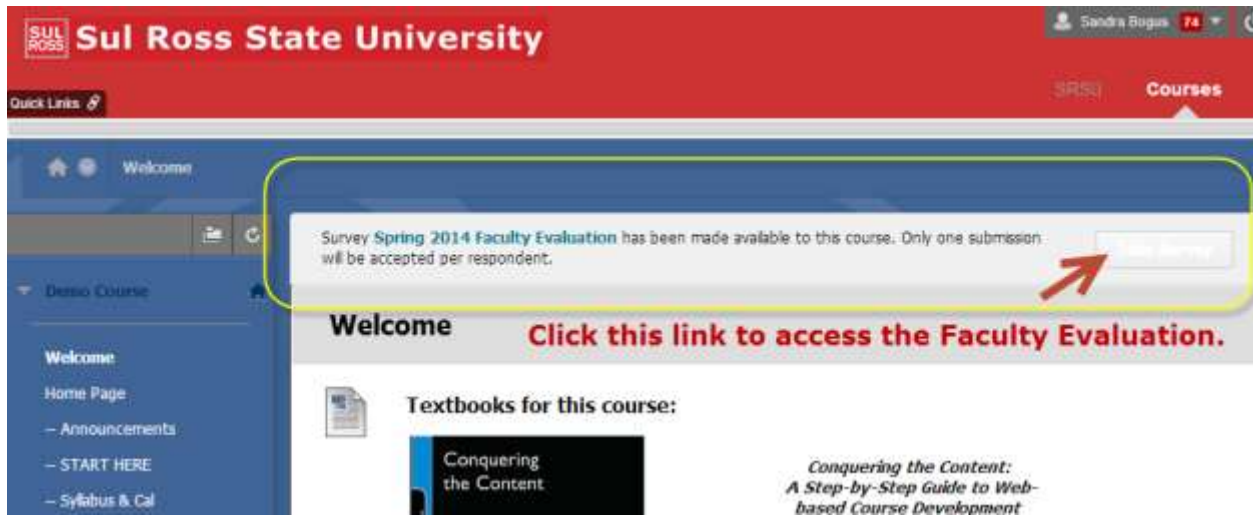 SUL
ROSS
Sul Ross State University
Sandra Bogus 74
Quick Links
SRSU
Courses
Welcome
Survey Spring 2014 Faculty Evaluation has been made available to this course. Only one submission
will be accepted per respondent.
Demo Course
Welcome
Click this link to access the Faculty Evaluation.
Welcome
Home Page
– Announcements
– START HERE
– Syllabus & Cal
Textbooks for this course:
Conquering
the Content
Conquering the Content:
A Step-by-Step Guide to Web-
based Course Development